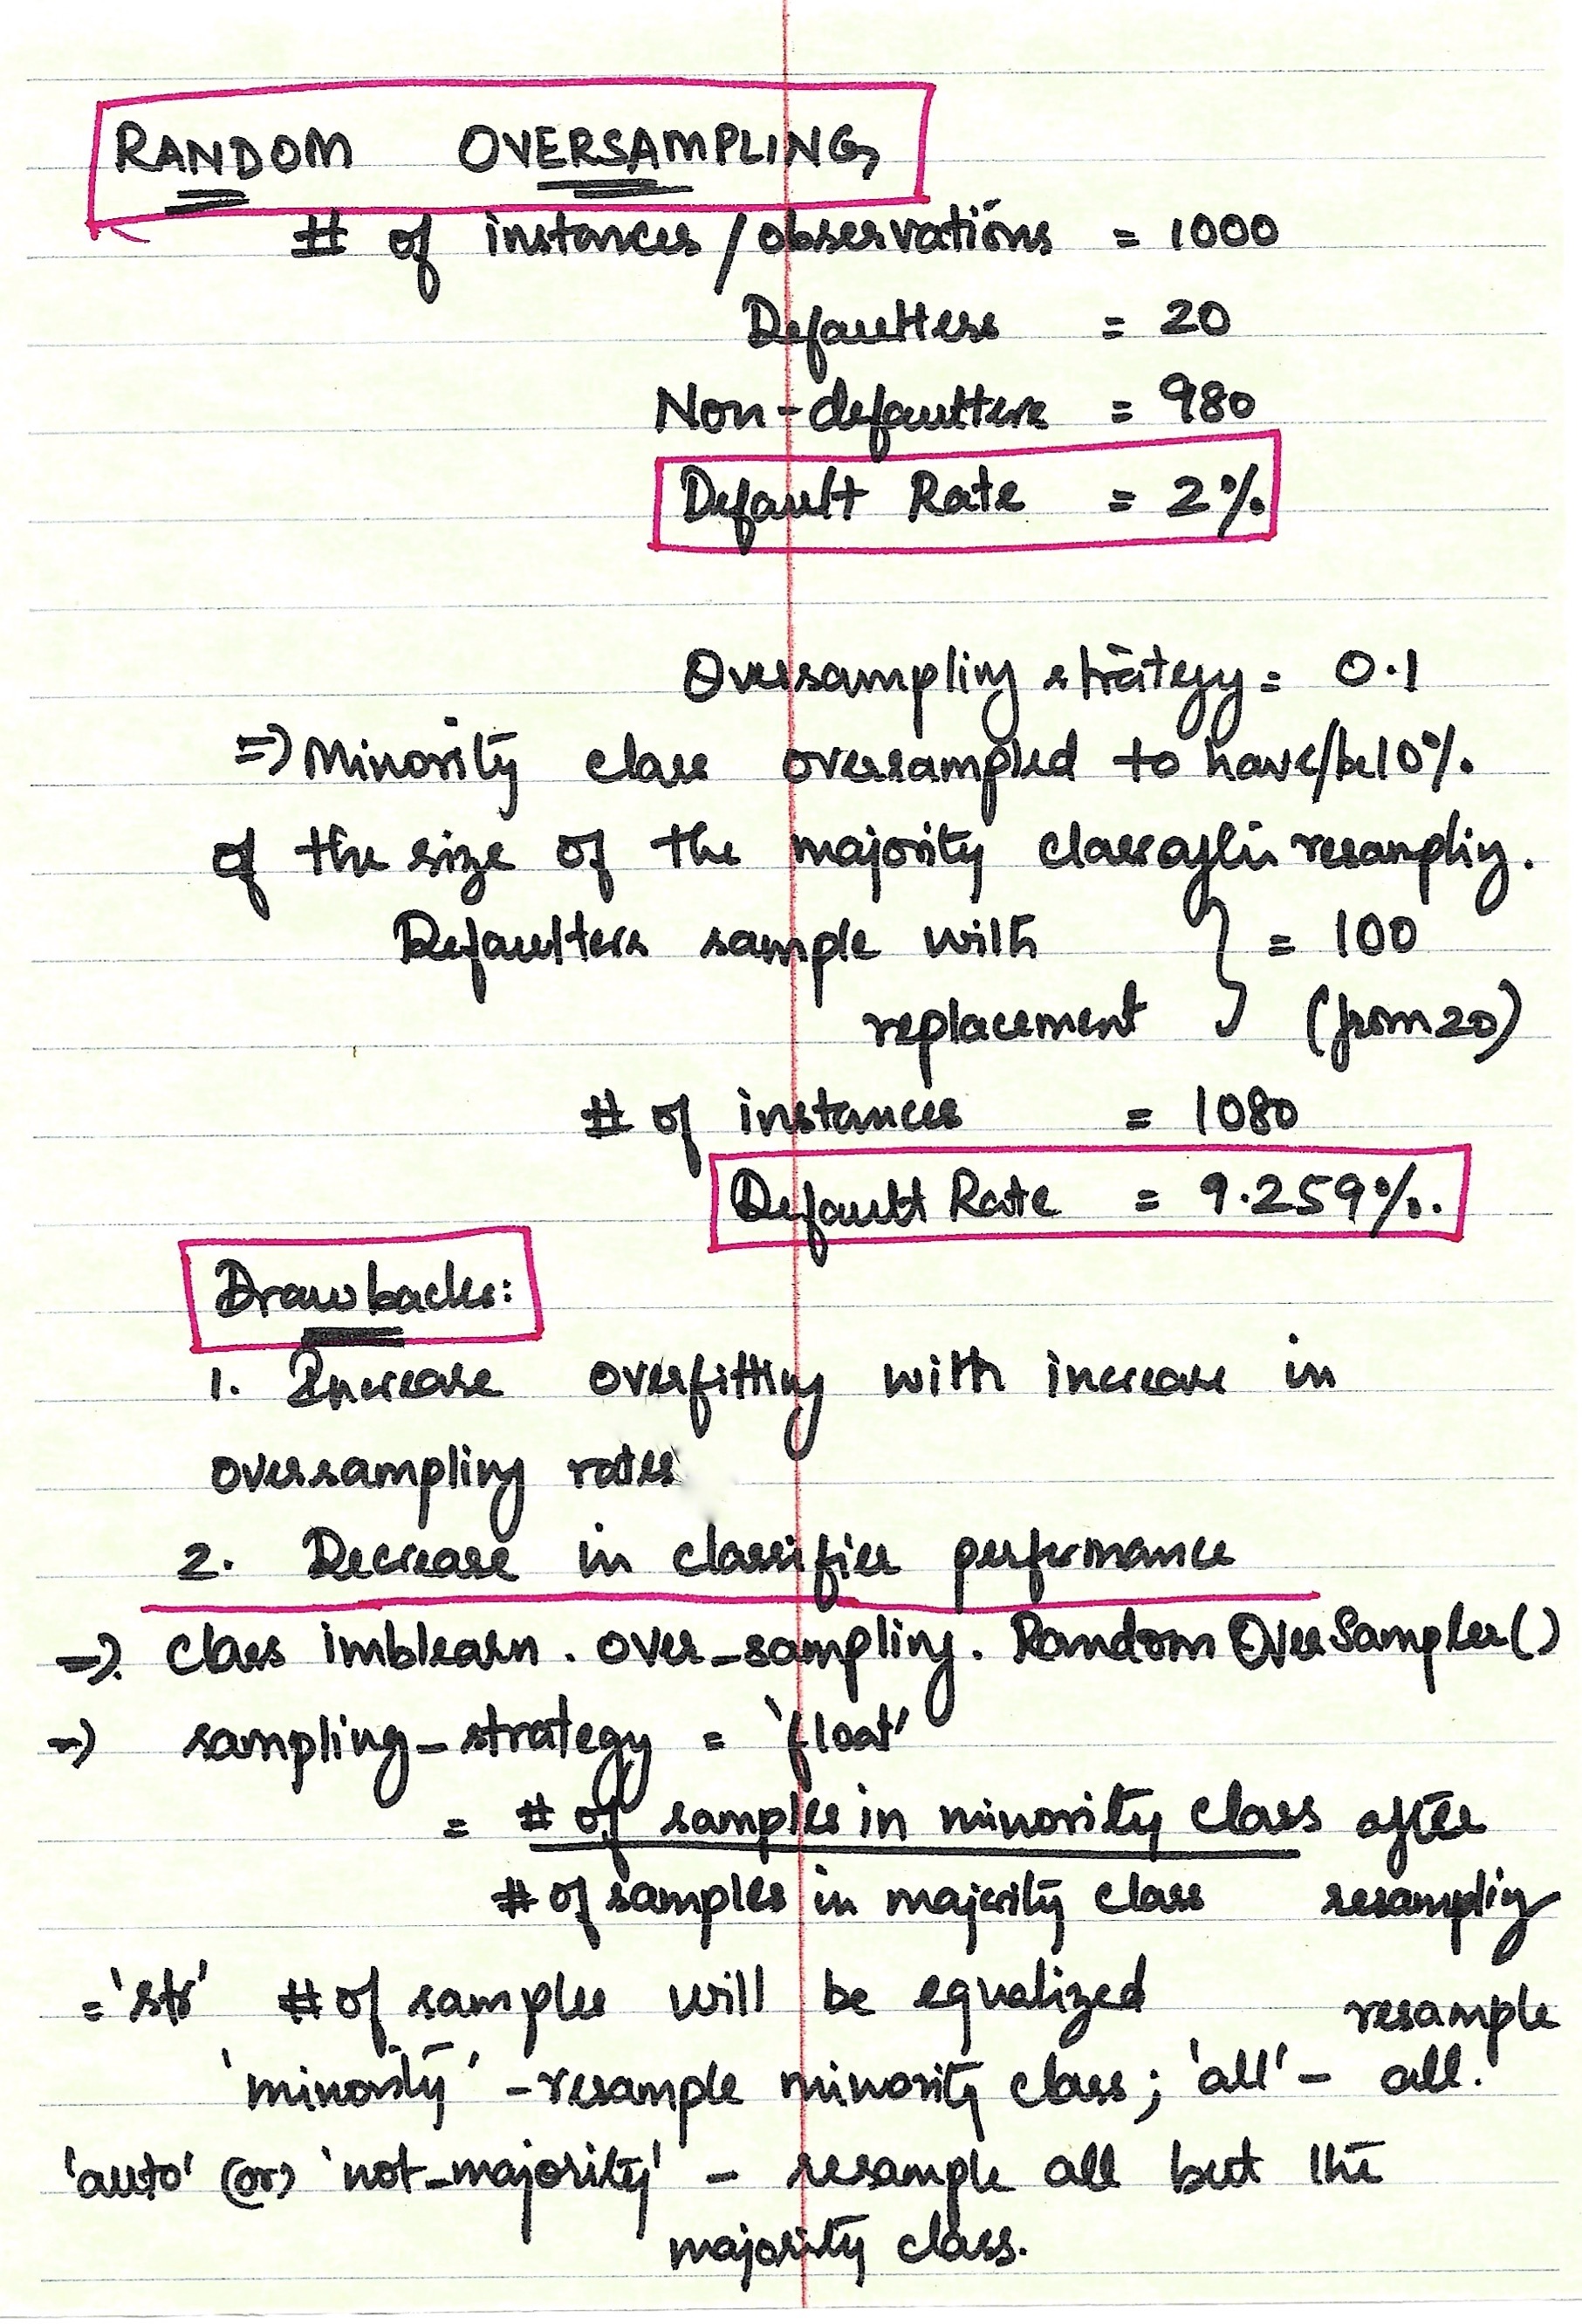 RANDOM OVERSAMPLING
# of instances / observations = 1000
Defaulters = 20
Non-defaulters = 980
Default Rate = 2%
Oversampling strategy = 0.1
=) Minority class oversampled to have/be 10%
of the size of the majority class after resampling.
Defaulters sample with } = 100
replacement (from 20)
# of instances = 1080
Default Rate = 9.259%.
Drawbacks:
1. Increase overfitting with increase in
oversampling rates
2. Decrease in classifier performance
=) class imblearn.over_sampling.RandomOverSampler()
=) sampling_strategy = 'float'
= # of samples in minority class after
# of samples in majority class resampling
= 'str' # of samples will be equalized resample
'minority' - resample minority class; 'all' - all.
'auto' (or) 'not_majority' - resample all but the
majority class.